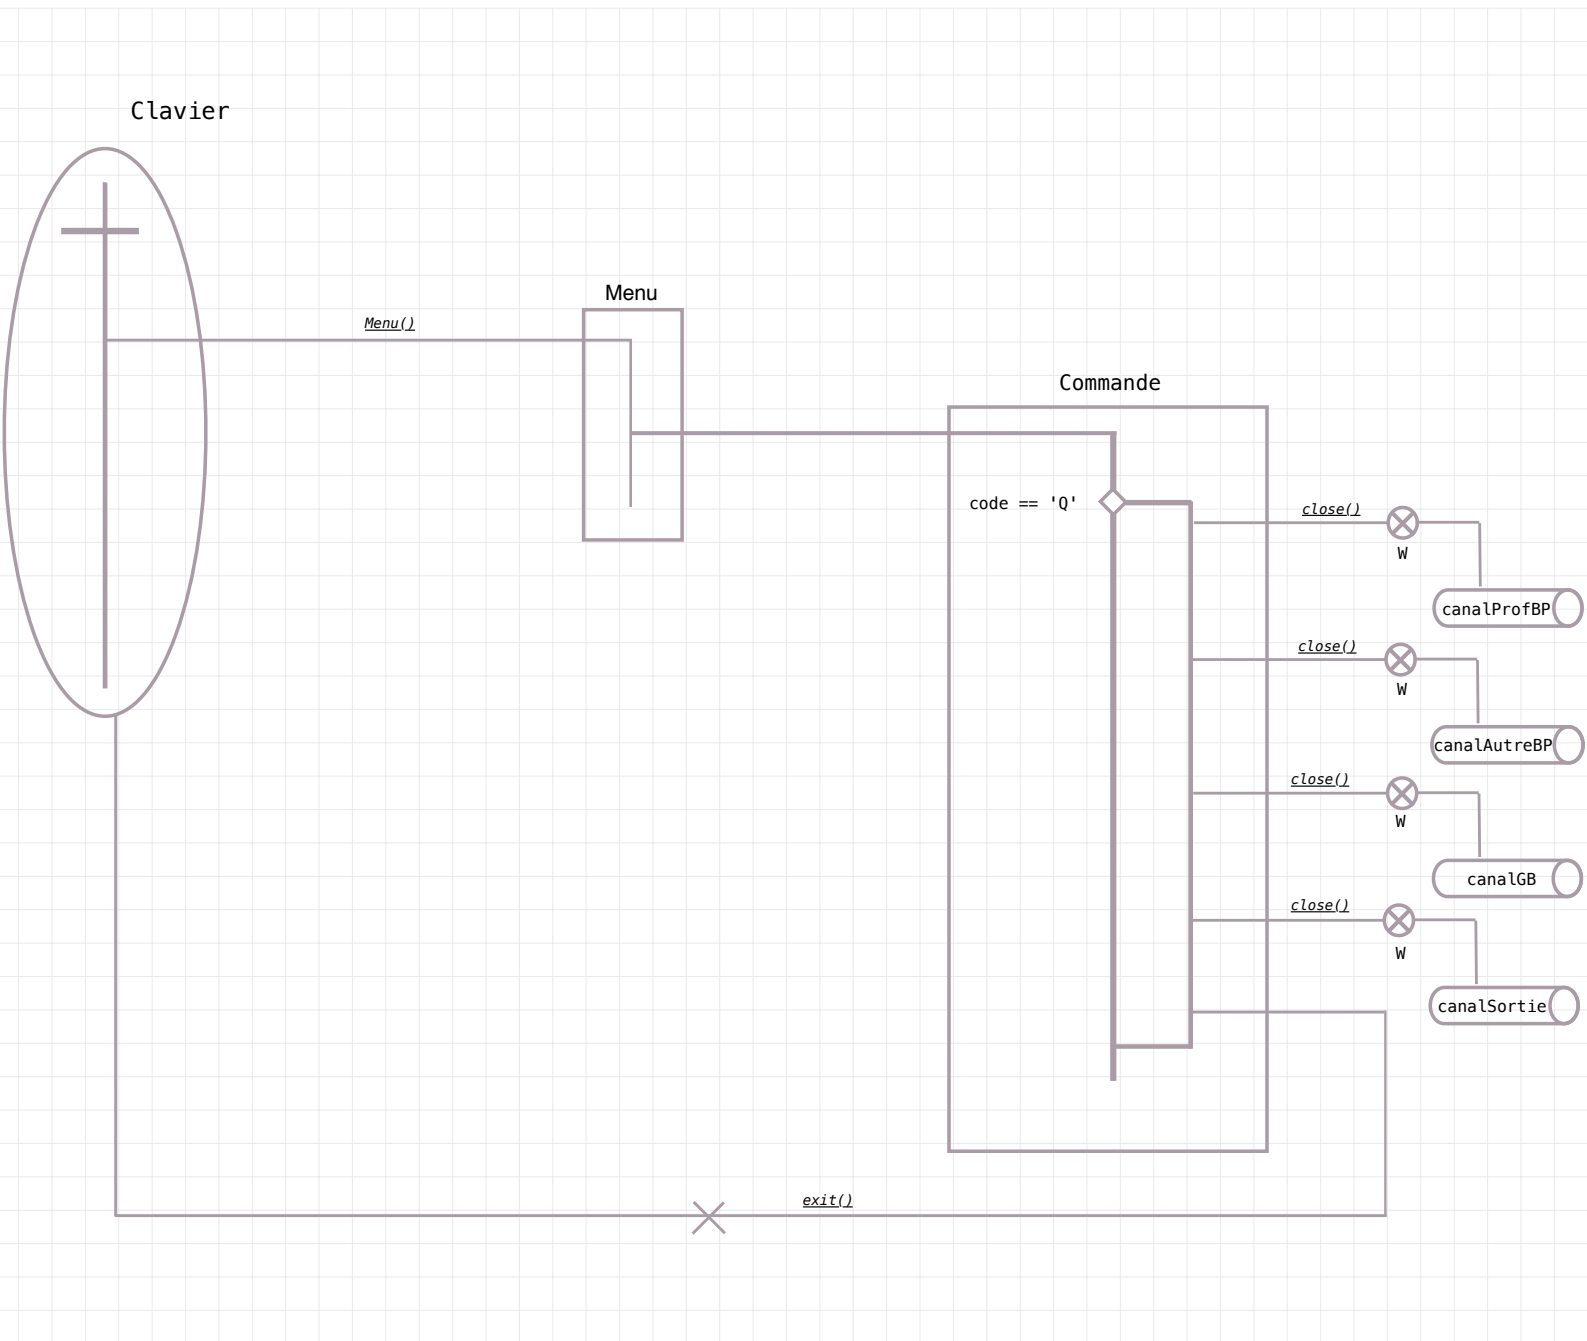 Clavier
Menu
Menu()
Commande
code == 'Q'
close()
W
canalProfBP
close()
W
canalAutreBP
close()
W
canalGB
close()
W
canalSortie
exit()